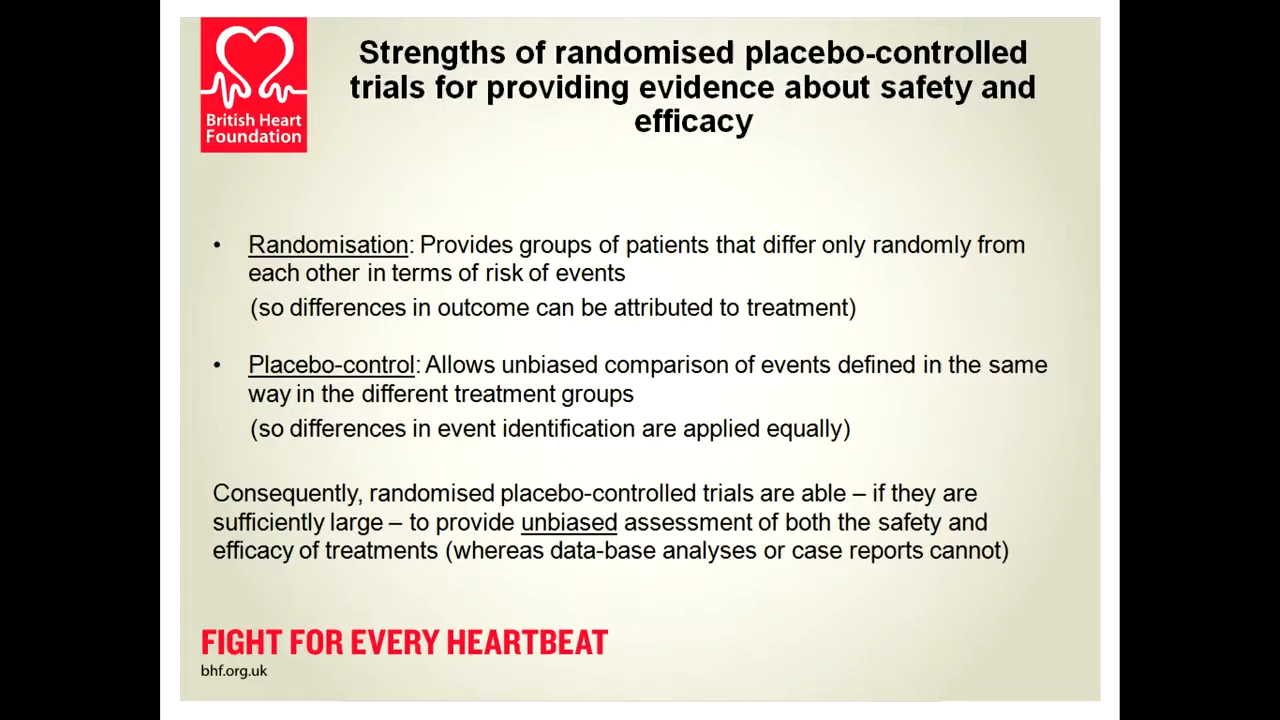 British Heart
Foundation
Strengths of randomised placebo-controlled
trials for providing evidence about safety and
efficacy
• Randomisation: Provides groups of patients that differ only randomly from
each other in terms of risk of events
(so differences in outcome can be attributed to treatment)
• Placebo-control: Allows unbiased comparison of events defined in the same
way in the different treatment groups
(so differences in event identification are applied equally)
Consequently, randomised placebo-controlled trials are able – if they are
sufficiently large – to provide unbiased assessment of both the safety and
efficacy of treatments (whereas data-base analyses or case reports cannot)
FIGHT FOR EVERY HEARTBEAT
bhf.org.uk